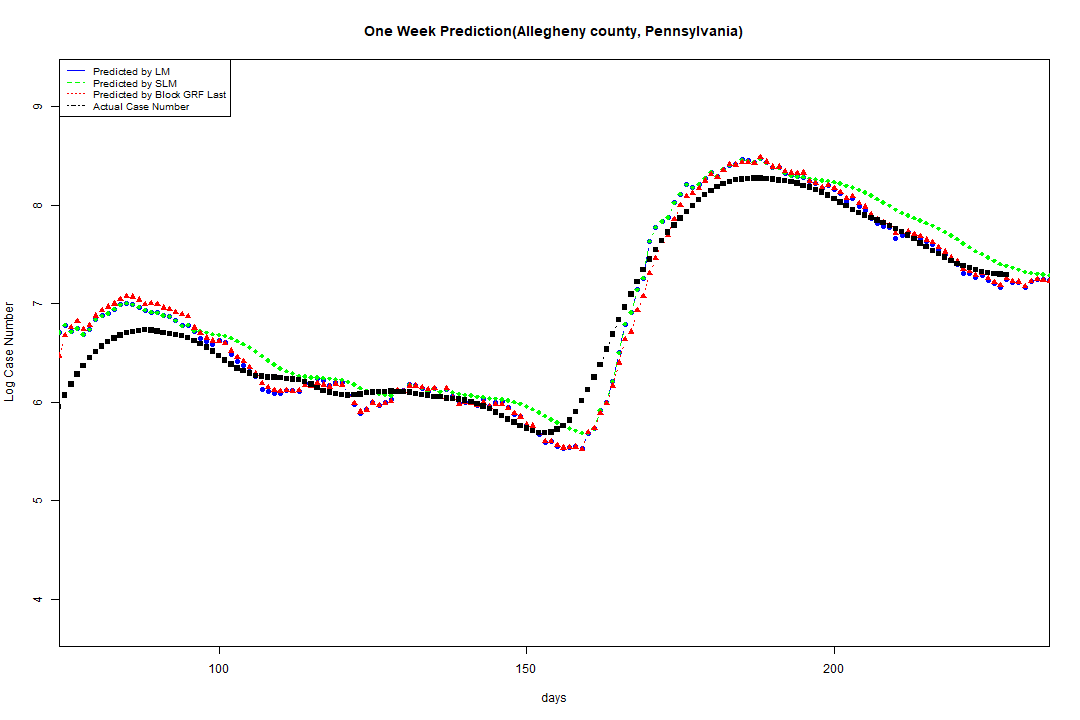 One Week Prediction(Allegheny county, Pennsylvania)
Predicted by LM
Predicted by SLM
Predicted by Block GRF Last
Actual Case Number
9
8
7
6
5
4
Log Case Number
100 150 200
days